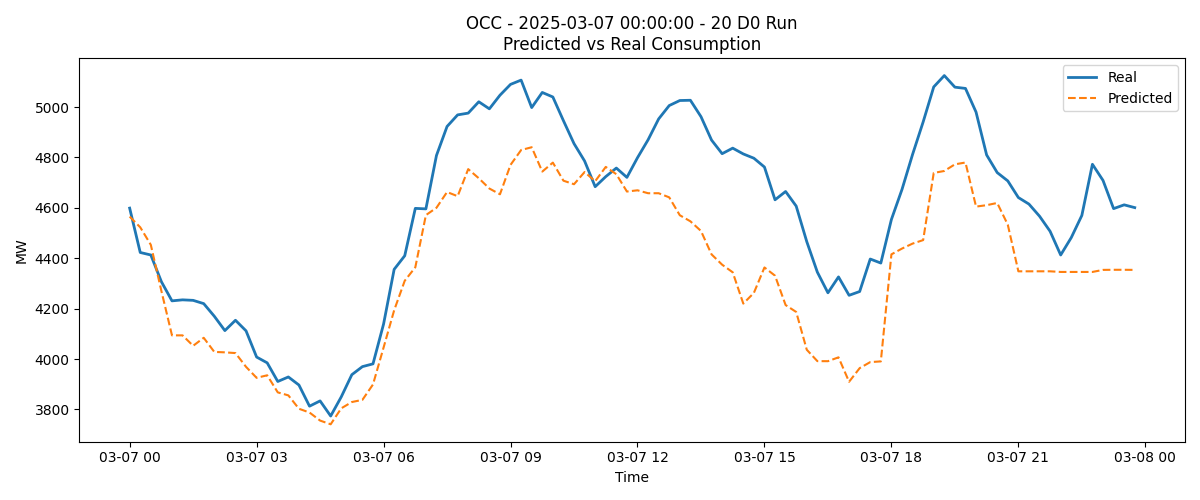 OCC - 2025-03-07 00:00:00 - 20 D0 Run
Predicted vs Real Consumption
Real
Predicted
MW
5000
4800
4600
4400
4200
4000
3800
03-07 00
03-07 03
03-07 06
03-07 09
03-07 12
03-07 15
03-07 18
03-07 21
03-08 00
Time